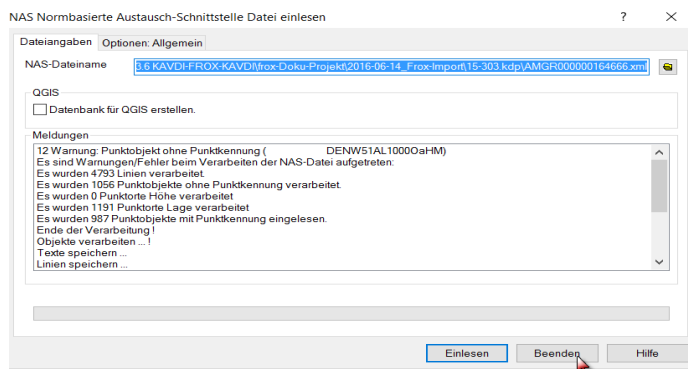 NAS Normbasierte Austausch-Schnittstelle Datei einlesen ? ×
Dateiangaben Optionen: Allgemein
NAS-Dateiname 3.6 KAVDI-FROX-KAVDI\frox-Doku-Projekt\2016-06-14_Frox-Import\15-303.kdp\AMGR000000164666.xml
QGIS
Datenbank für QGIS erstellen.
Meldungen
12 Warnung: Punktobjekt ohne Punktkennung ( DENW51AL1000OaHM)
Es sind Warnungen/Fehler beim Verarbeiten der NAS-Datei aufgetreten:
Es wurden 4793 Linien verarbeitet.
Es wurden 1056 Punktobjekte ohne Punktkennung verarbeitet.
Es wurden 0 Punktorte Höhe verarbeitet
Es wurden 1191 Punktorte Lage verarbeitet
Es wurden 987 Punktobjekte mit Punktkennung eingelesen.
Ende der Verarbeitung !
Objekte verarbeiten ... !
Texte speichern ...
Linien speichern ...
Einlesen Beenden Hilfe